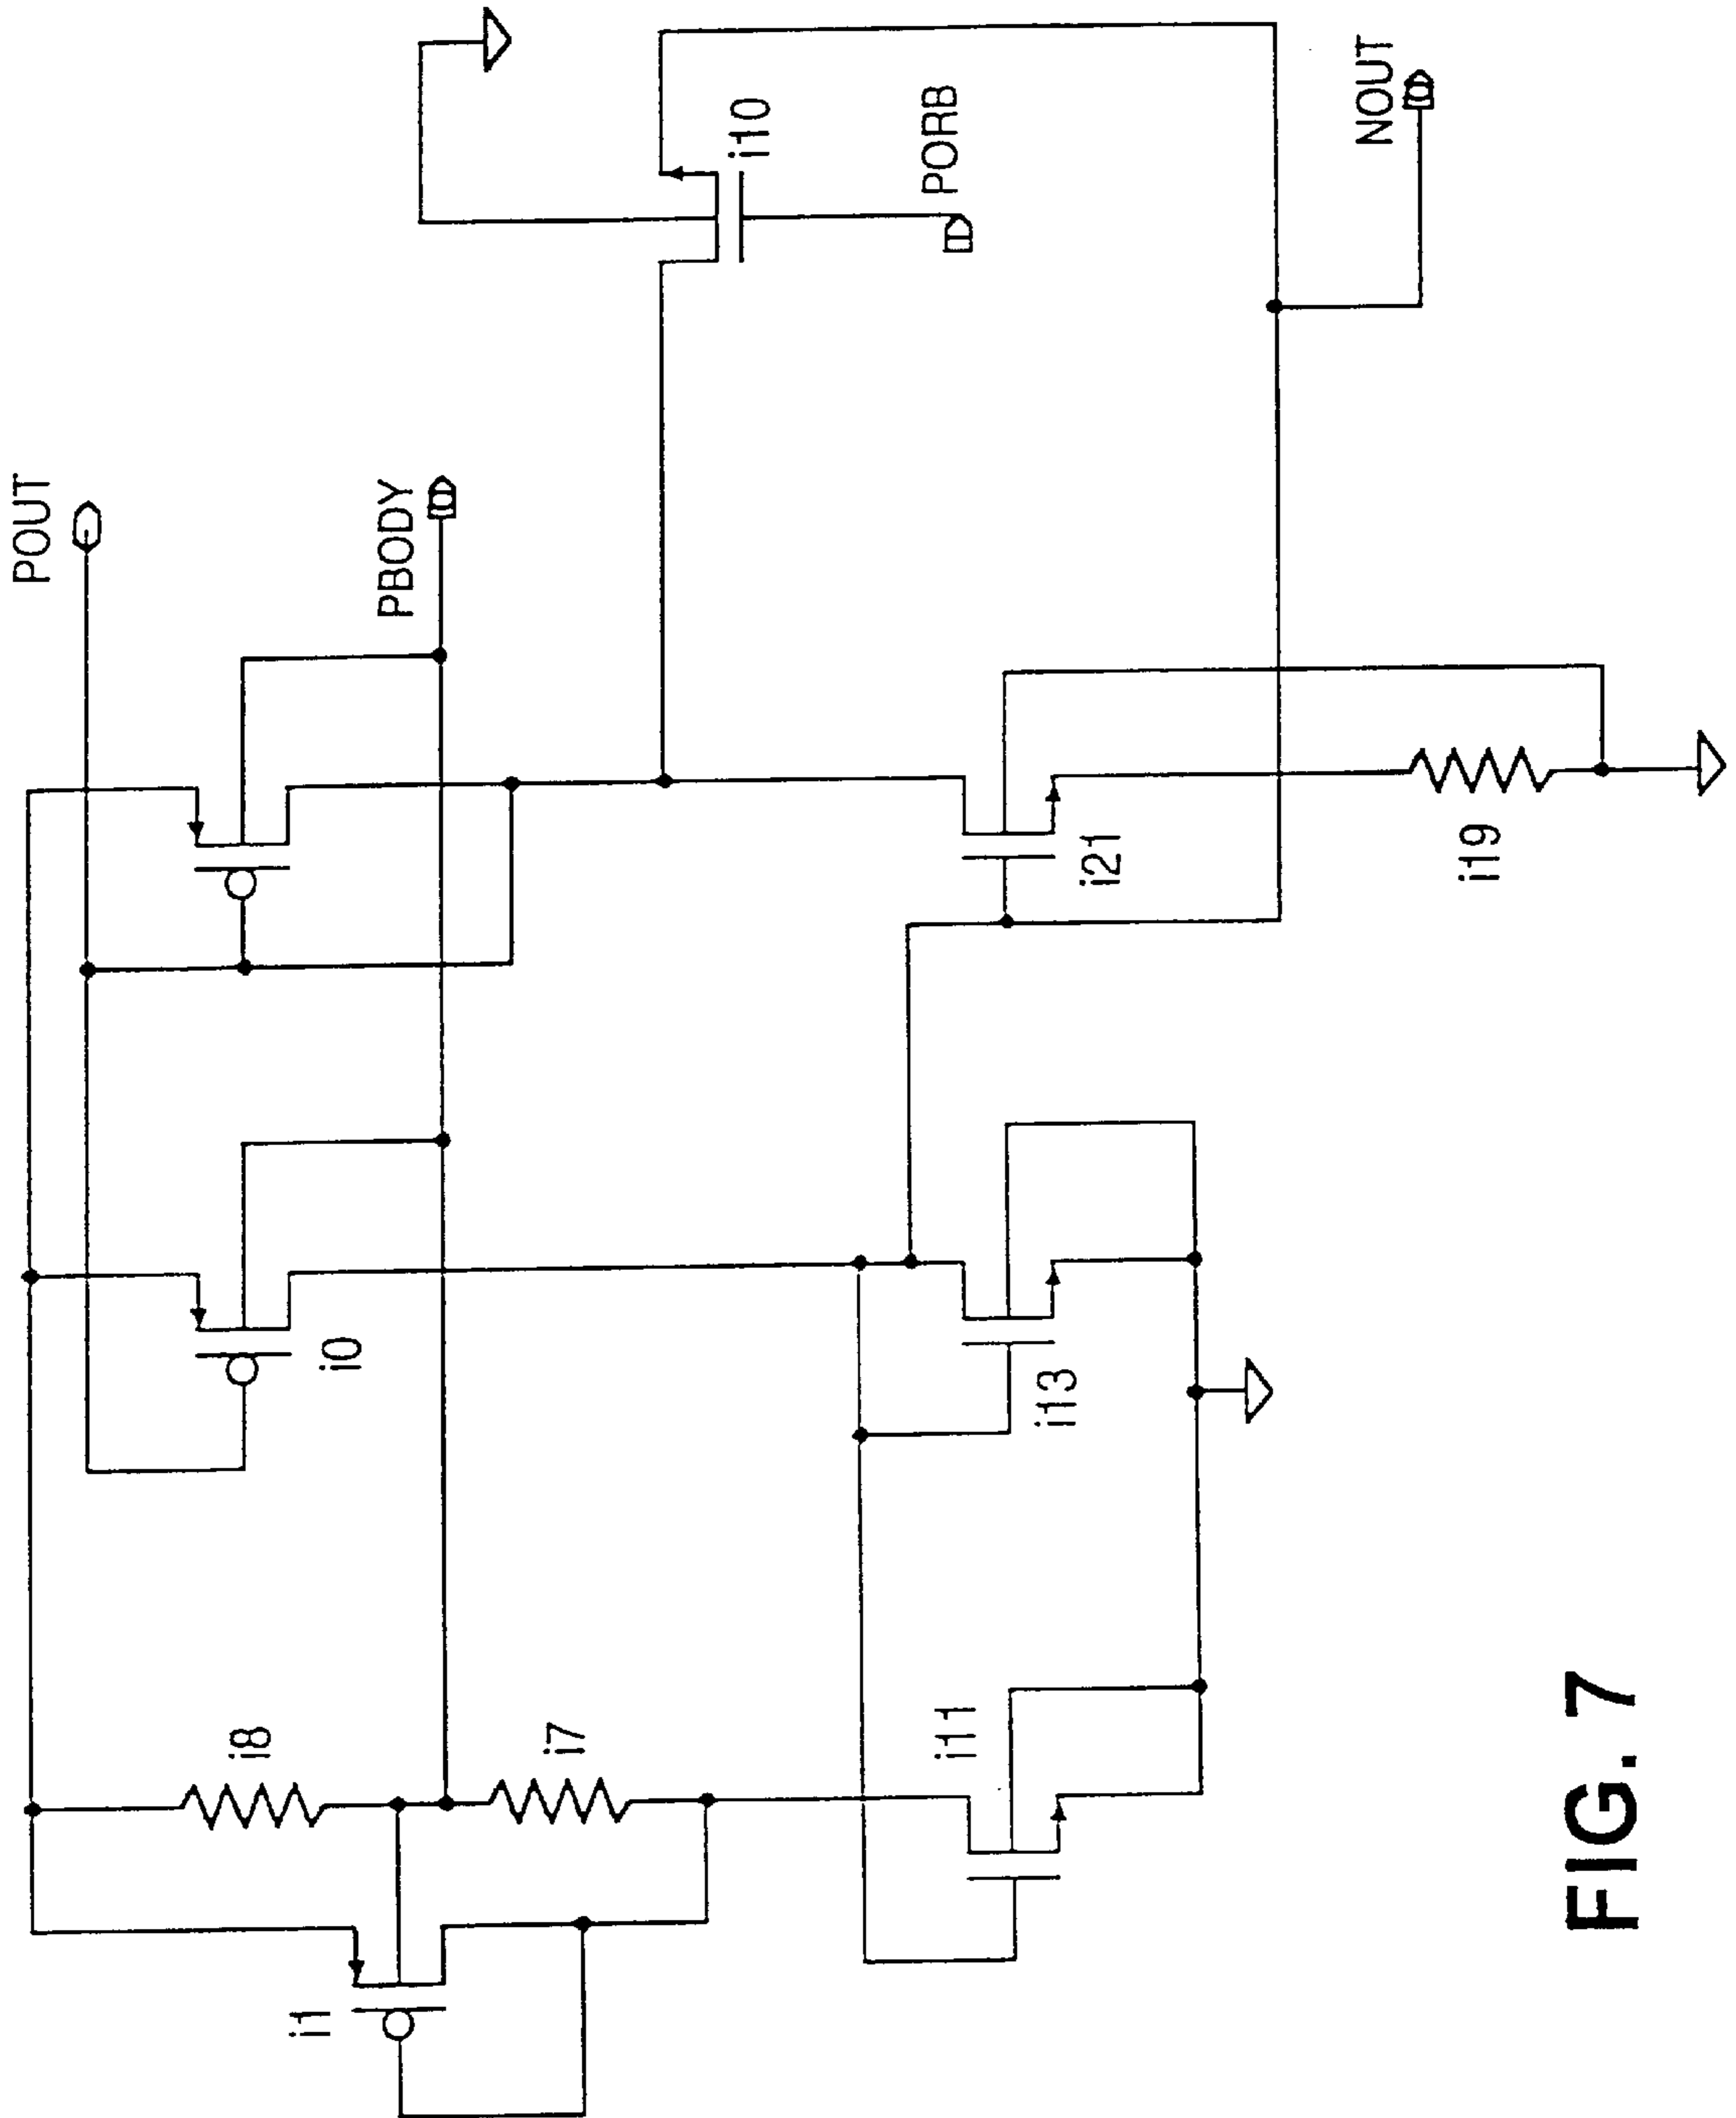 POUT
PBODY
i10
PORB
NOUT
i0
i21
i19
i13
i8
i7
i11
i1
FIG. 7